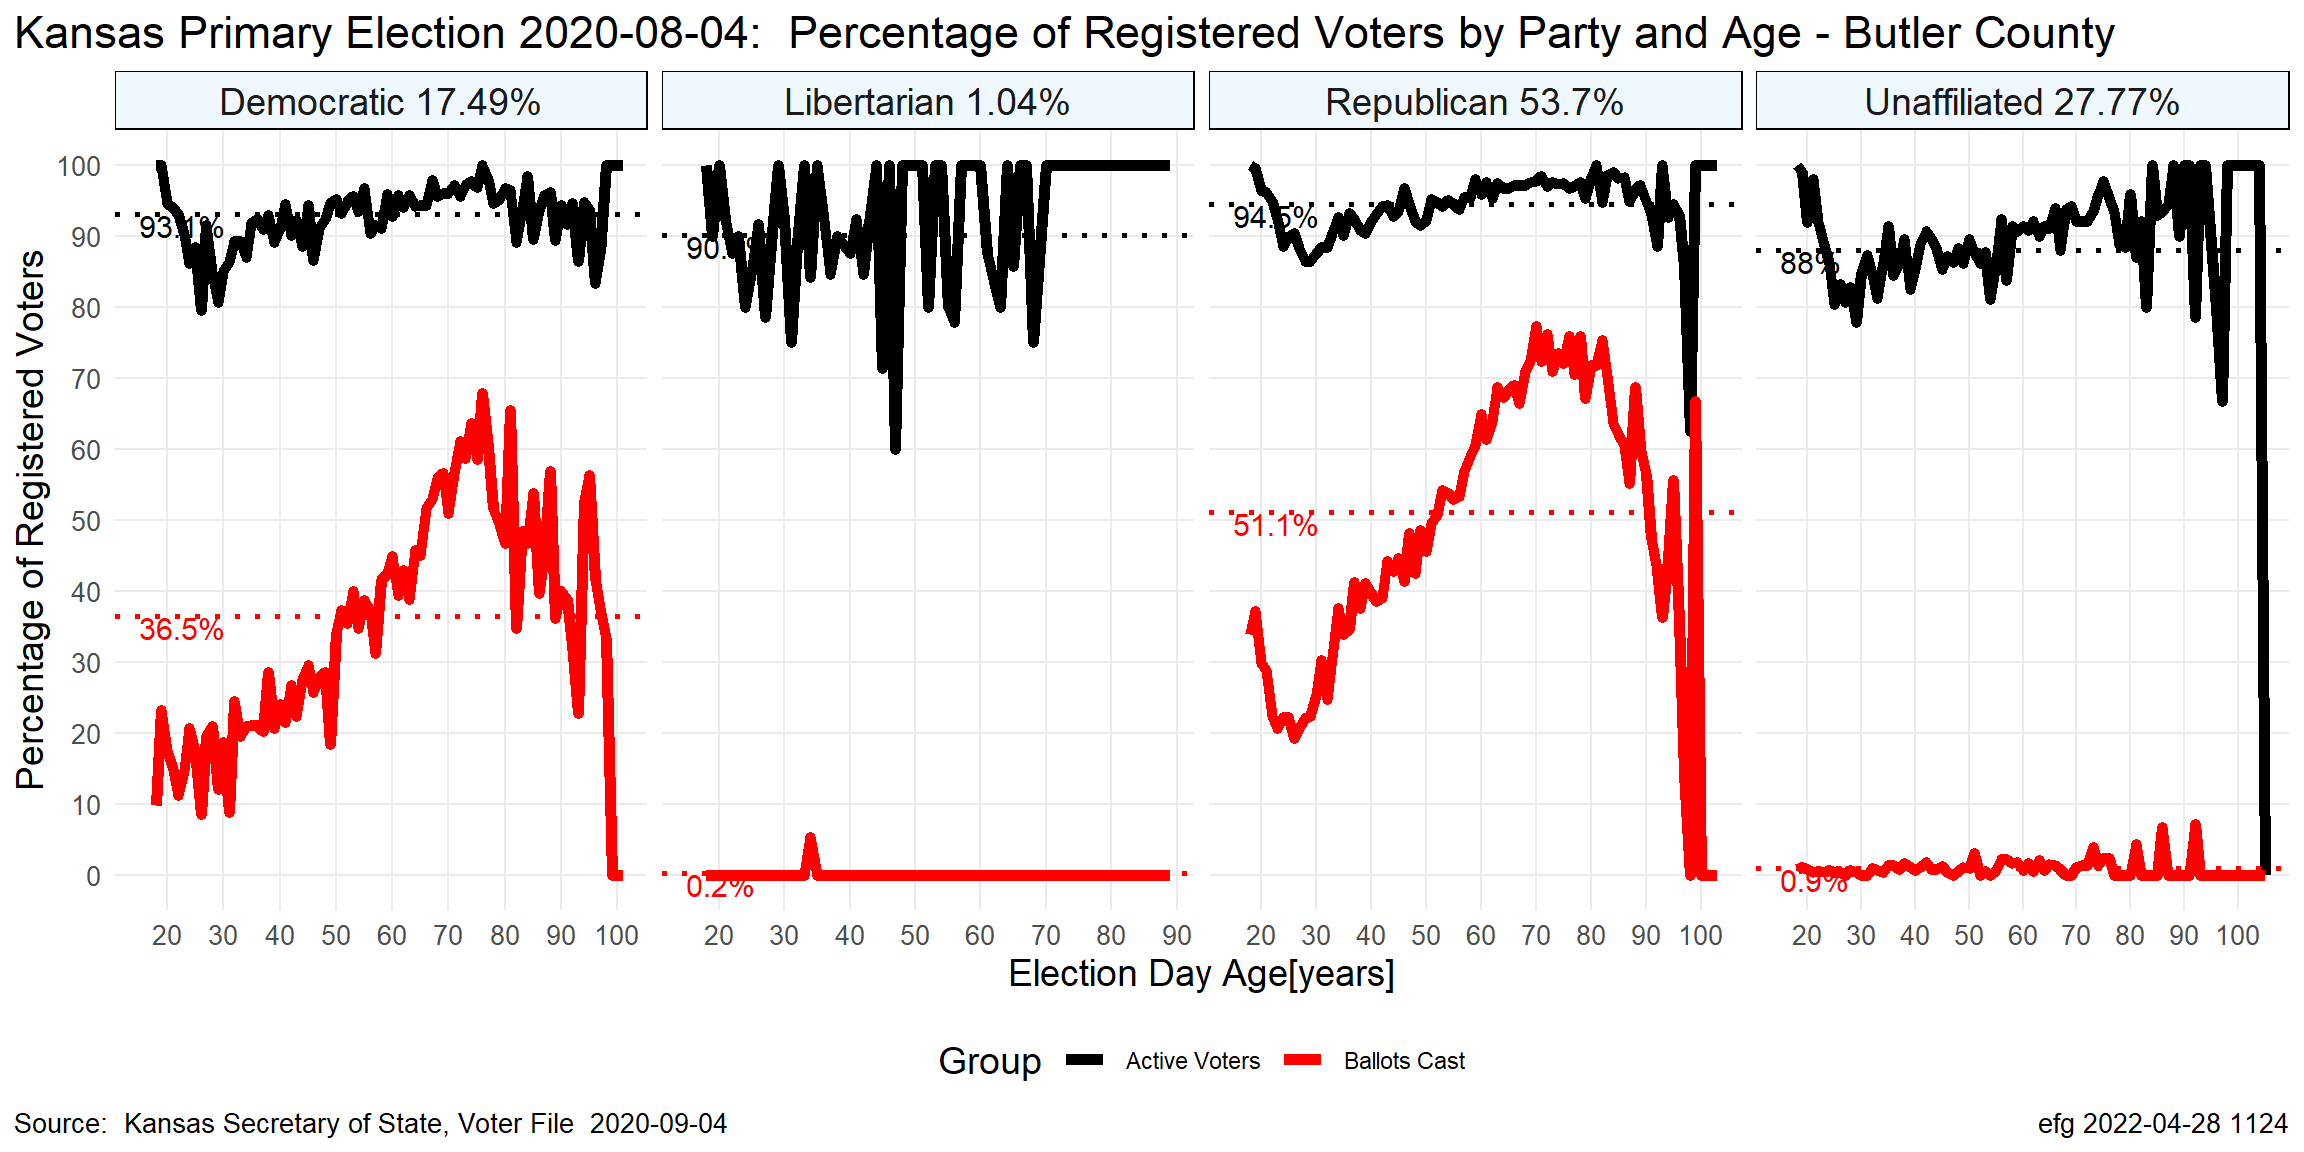 Kansas Primary Election 2020-08-04:  Percentage of Registered Voters by Party and Age - Butler County
Democratic 17.49%
Libertarian 1.04%
Republican 53.7%
Unaffiliated 27.77%
Percentage of Registered Voters
100
90
80
70
60
50
40
30
20
10
0
93.1%
36.5%
0.2%
94.5%
51.1%
88%
0.9%
20 30 40 50 60 70 80 90 100
20 30 40 50 60 70 80 90
20 30 40 50 60 70 80 90 100
20 30 40 50 60 70 80 90 100
Election Day Age[years]
Group Active Voters Ballots Cast
Source:  Kansas Secretary of State, Voter File  2020-09-04
efg 2022-04-28 1124